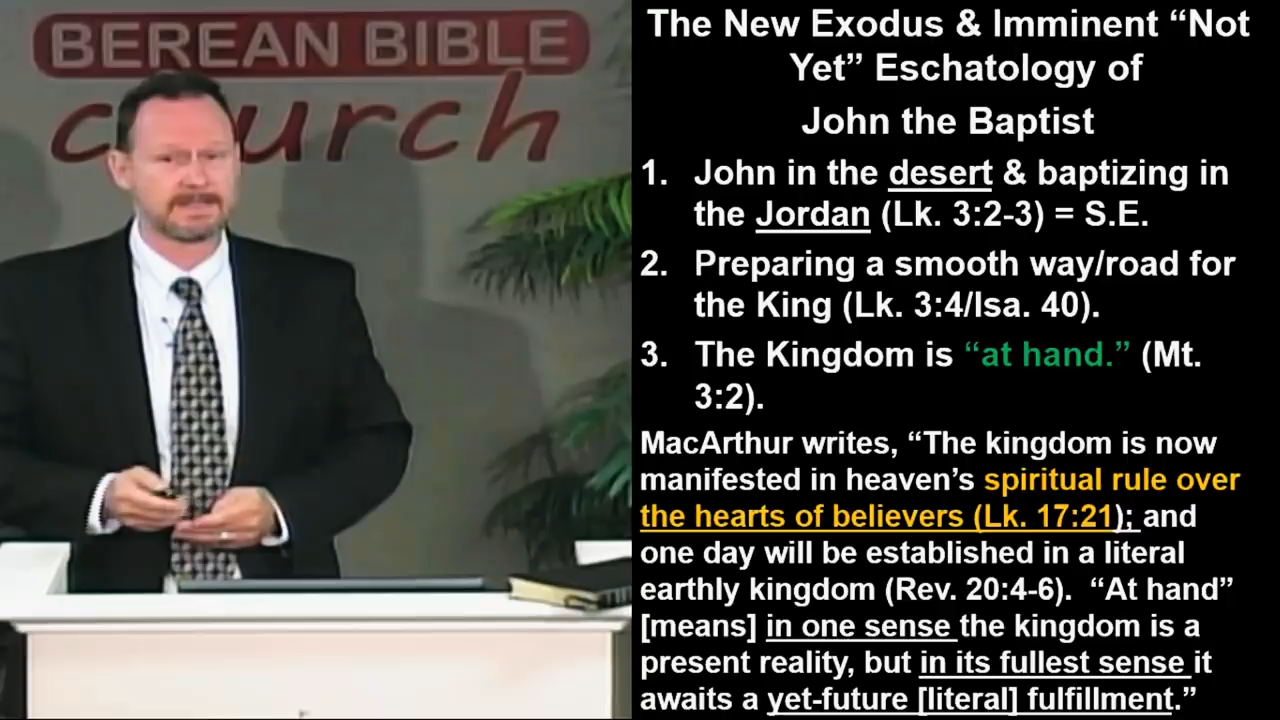 BEREAN BIBLE
church
The New Exodus & Imminent “Not
Yet” Eschatology of
John the Baptist
1. John in the desert & baptizing in
the Jordan (Lk. 3:2-3) = S.E.
2. Preparing a smooth way/road for
the King (Lk. 3:4/Isa. 40).
3. The Kingdom is “at hand.” (Mt.
3:2).
MacArthur writes, “The kingdom is now
manifested in heaven’s spiritual rule over
the hearts of believers (Lk. 17:21); and
one day will be established in a literal
earthly kingdom (Rev. 20:4-6). “At hand”
[means] in one sense the kingdom is a
present reality, but in its fullest sense it
awaits a yet-future [literal] fulfillment.”